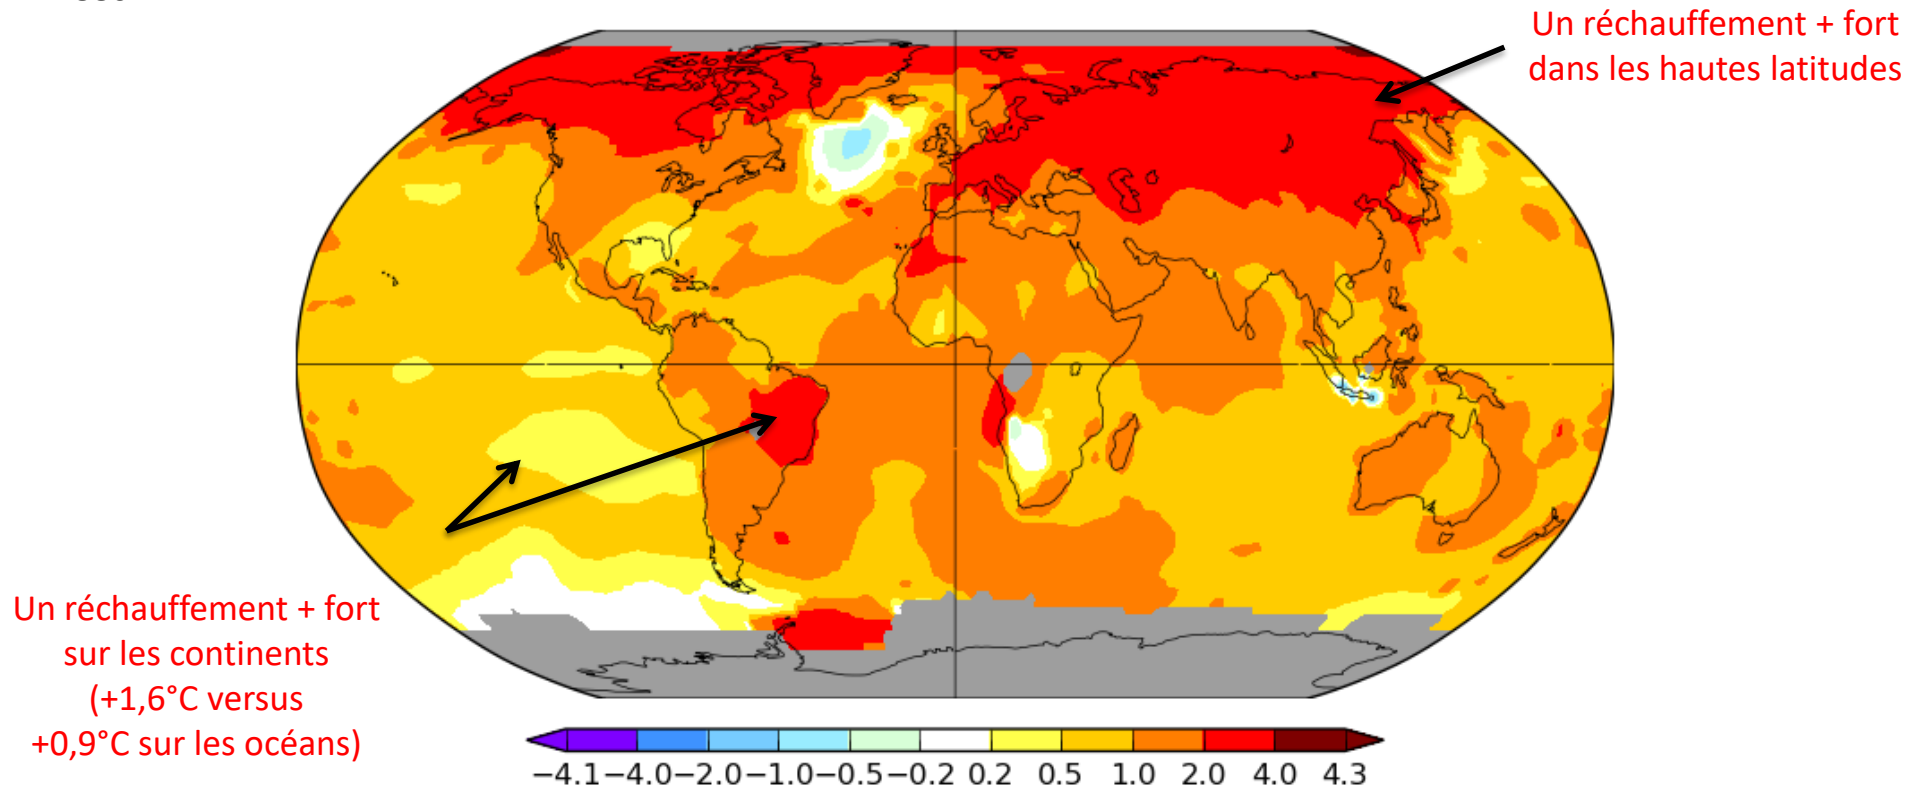 Un réchauffement + fort
dans les hautes latitudes
Un réchauffement + fort
sur les continents
(+1,6°C versus
+0,9°C sur les océans)
−4.1 −4.0 −2.0 −1.0 −0.5 −0.2 0.2 0.5 1.0 2.0 4.0 4.3